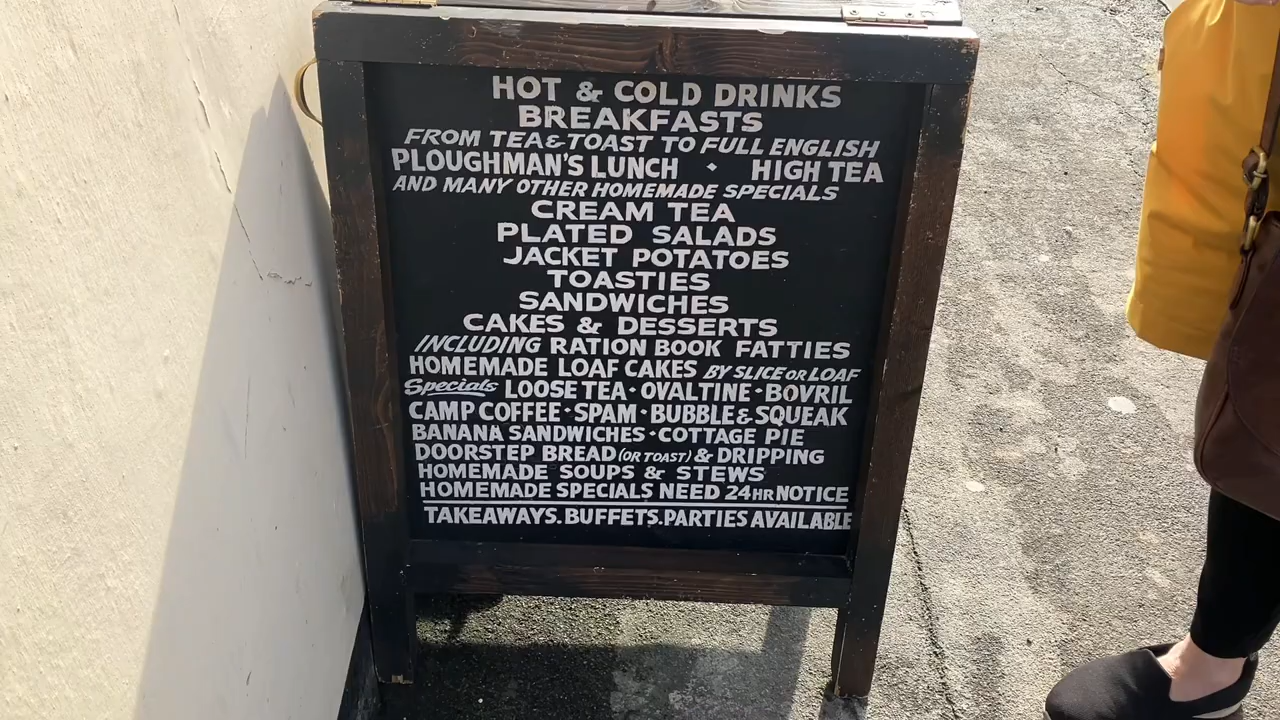 HOT & COLD DRINKS
BREAKFASTS
FROM TEA & TOAST TO FULL ENGLISH
PLOUGHMAN'S LUNCH • HIGH TEA
AND MANY OTHER HOMEMADE SPECIALS
CREAM TEA
PLATED SALADS
JACKET POTATOES
TOASTIES
SANDWICHES
CAKES & DESSERTS
INCLUDING RATION BOOK FATTIES
HOMEMADE LOAF CAKES BY SLICE OR LOAF
Specials LOOSE TEA • OVALTINE • BOVRIL
CAMP COFFEE • SPAM • BUBBLE & SQUEAK
BANANA SANDWICHES • COTTAGE PIE
DOORSTEP BREAD (OR TOAST) & DRIPPING
HOMEMADE SOUPS & STEWS
HOMEMADE SPECIALS NEED 24HR NOTICE
TAKEAWAYS. BUFFETS. PARTIES AVAILABLE